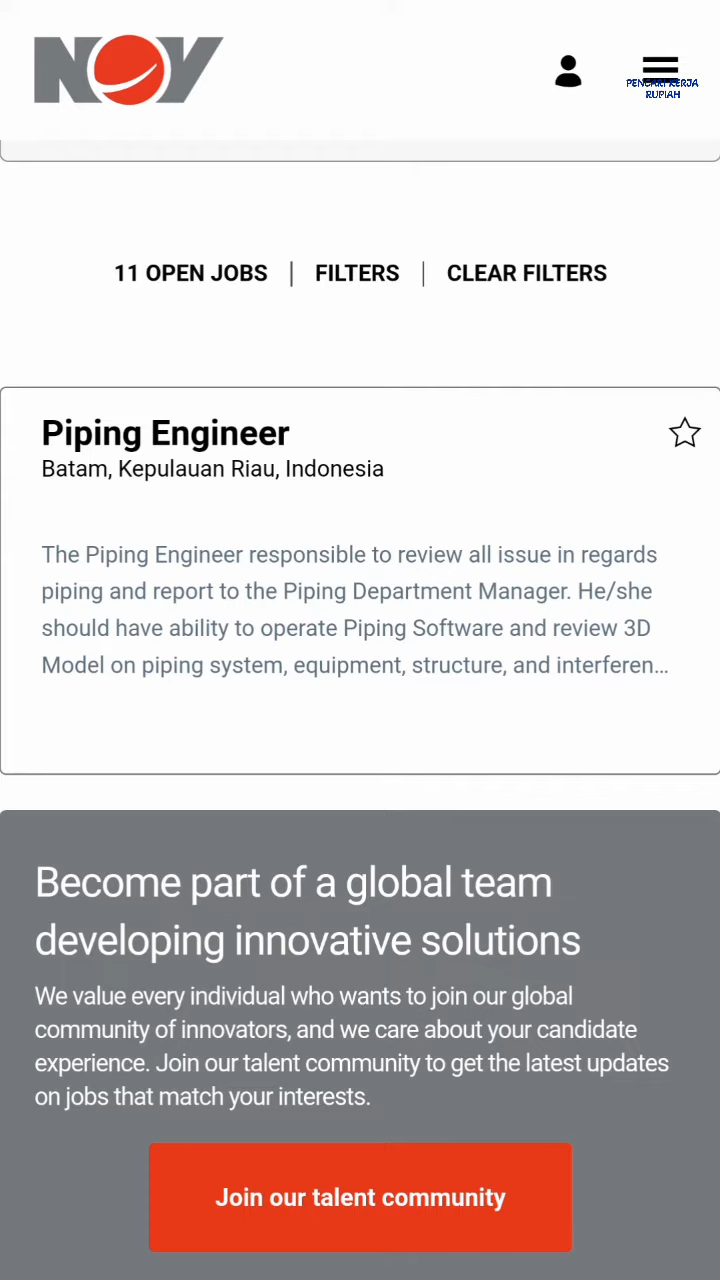 NOV
PENCARI KERJA
RUPIAH
11 OPEN JOBS | FILTERS | CLEAR FILTERS
Piping Engineer
Batam, Kepulauan Riau, Indonesia
The Piping Engineer responsible to review all issue in regards
piping and report to the Piping Department Manager. He/she
should have ability to operate Piping Software and review 3D
Model on piping system, equipment, structure, and interferen...
Become part of a global team
developing innovative solutions
We value every individual who wants to join our global
community of innovators, and we care about your candidate
experience. Join our talent community to get the latest updates
on jobs that match your interests.
Join our talent community